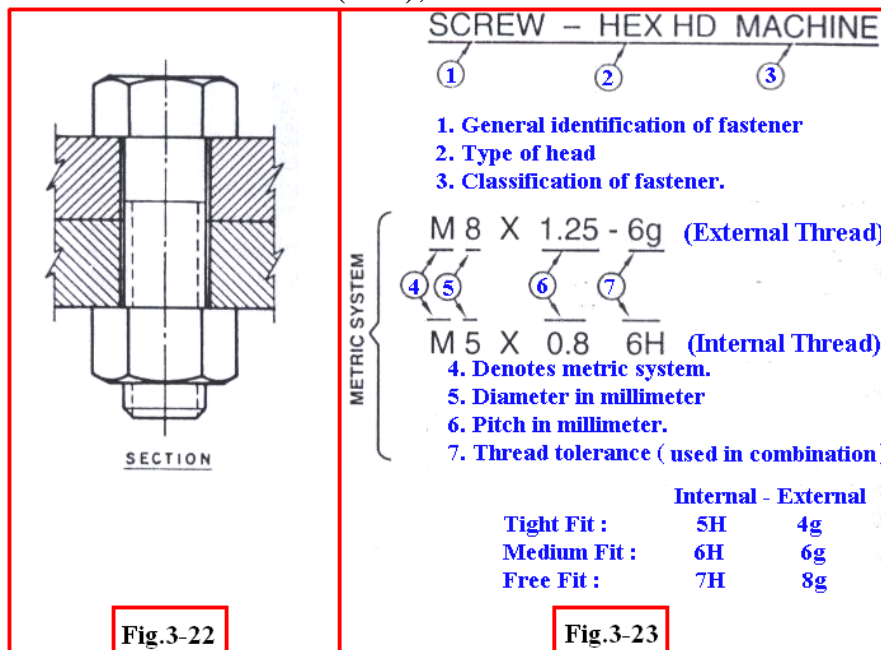 SECTION
Fig.3-22
SCREW – HEX HD MACHINE
1 2 3
1. General identification of fastener
2. Type of head
3. Classification of fastener.
METRIC SYSTEM
M 8 X 1.25 - 6g (External Thread)
4 5 6 7
M 5 X 0.8 6H (Internal Thread)
4. Denotes metric system.
5. Diameter in millimeter
6. Pitch in millimeter.
7. Thread tolerance ( used in combination)
Internal - External
Tight Fit : 5H 4g
Medium Fit : 6H 6g
Free Fit : 7H 8g
Fig.3-23